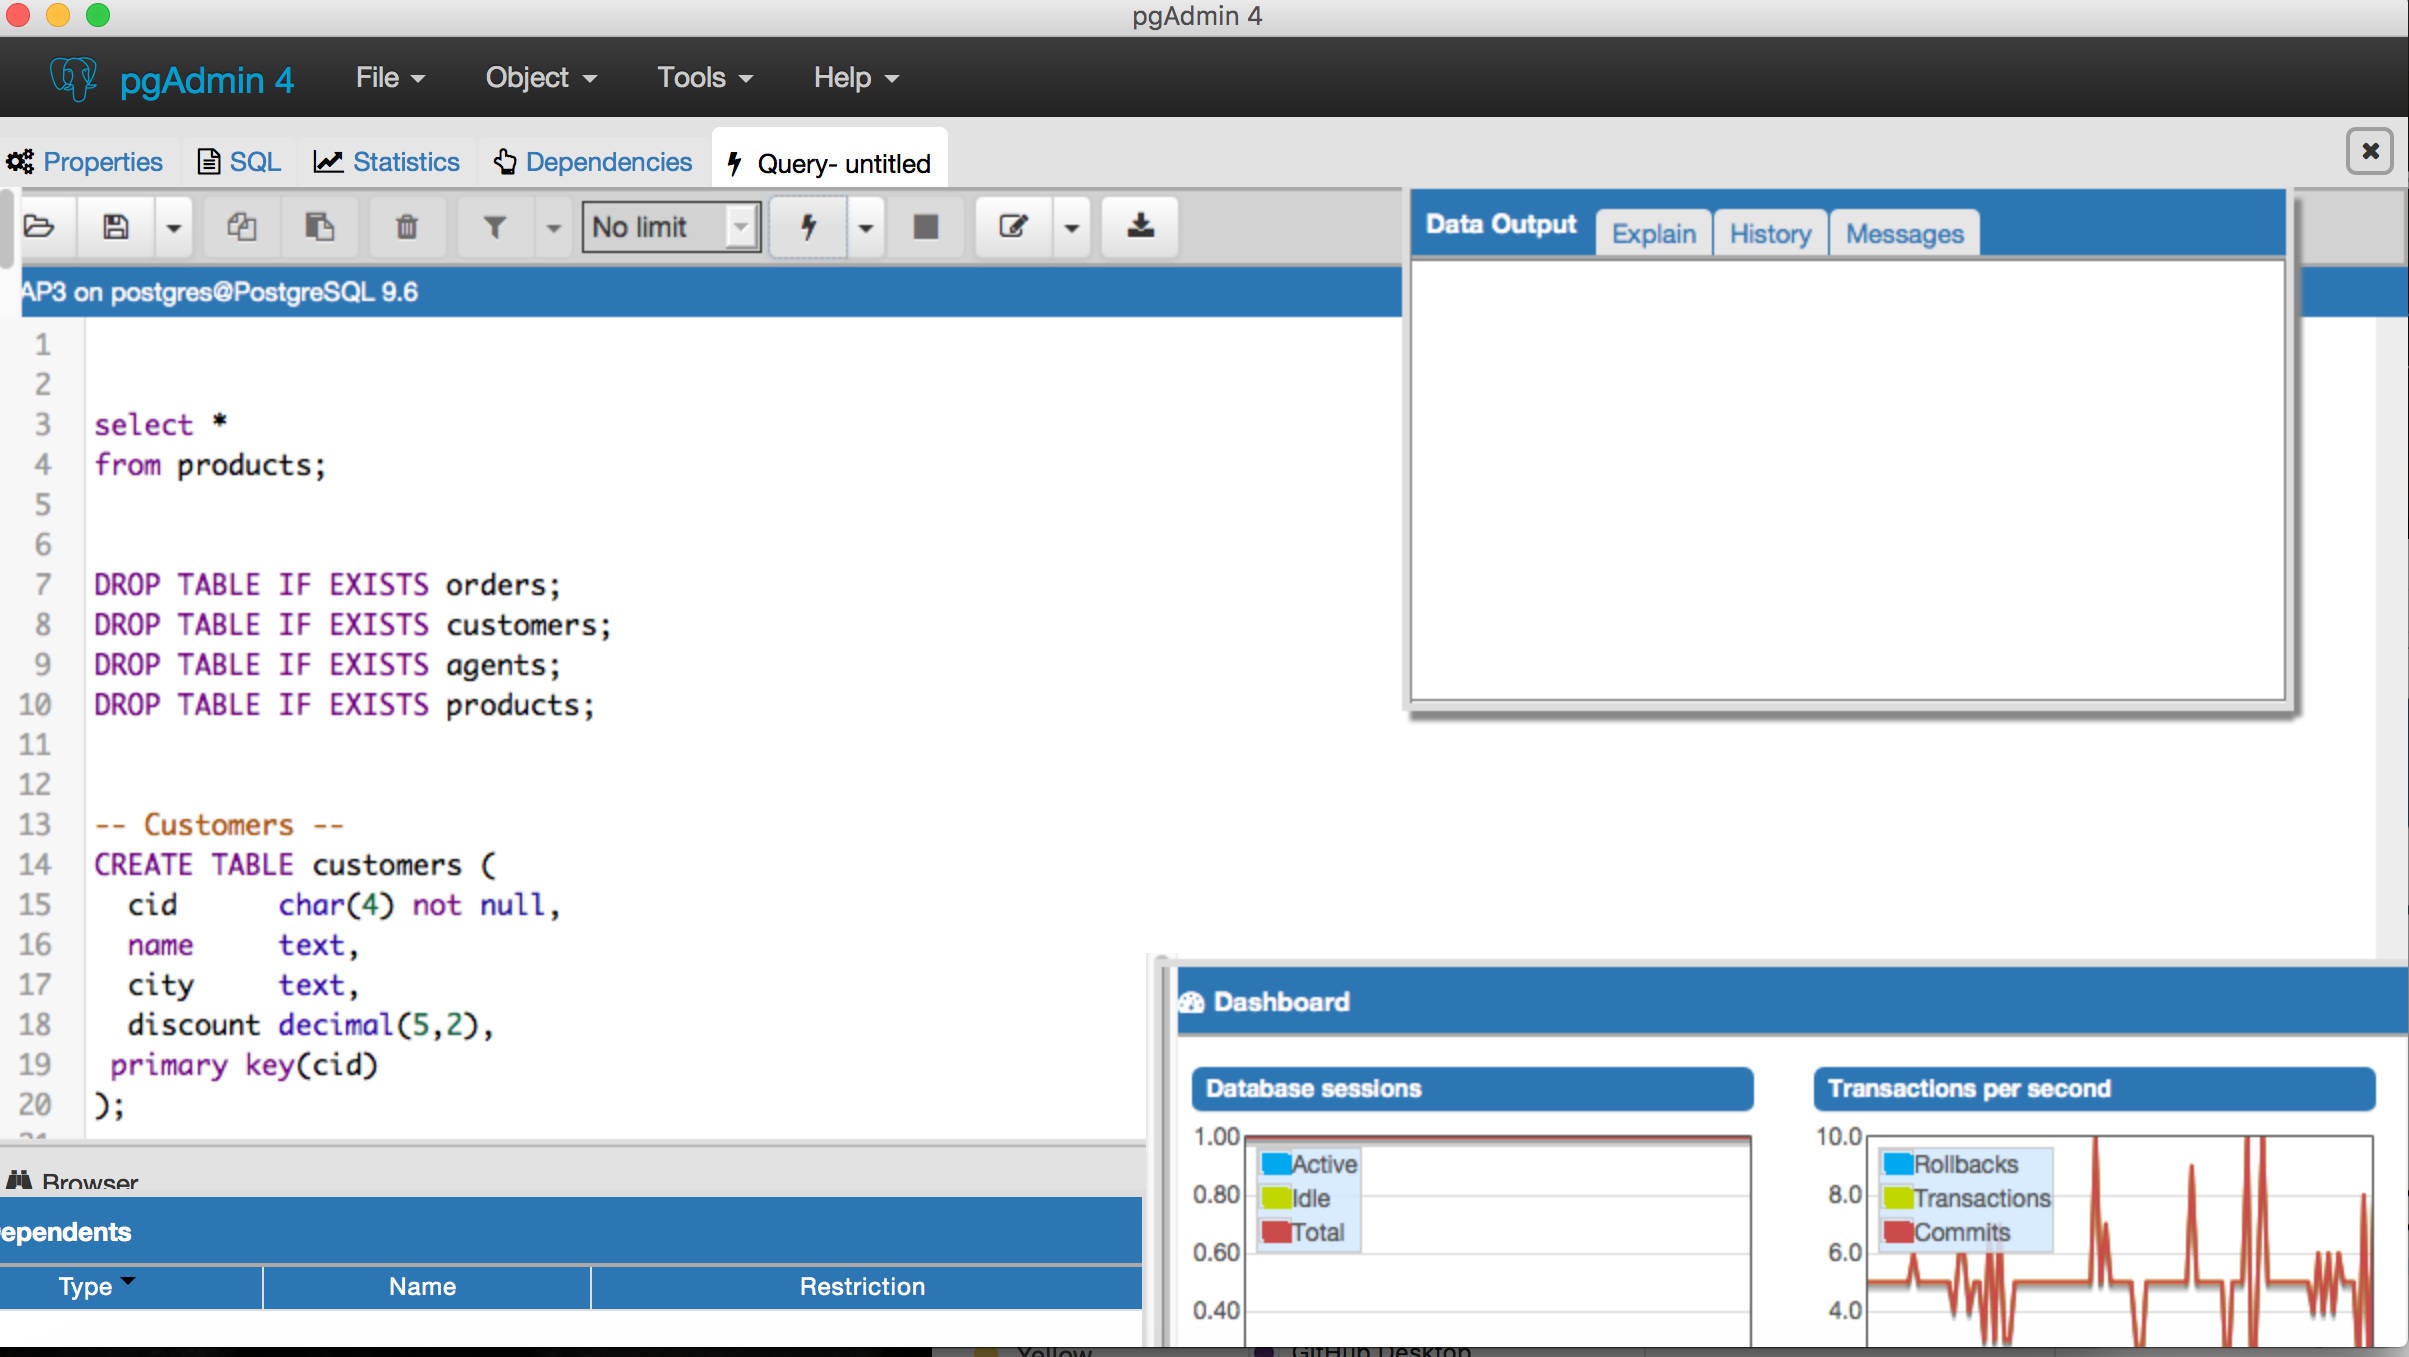 pgAdmin 4
pgAdmin 4 File Object Tools Help
Properties SQL Statistics Dependencies Query- untitled
No limit
Data Output Explain History Messages
AP3 on postgres@PostgreSQL 9.6
1
2
3 select *
4 from products;
5
6
7 DROP TABLE IF EXISTS orders;
8 DROP TABLE IF EXISTS customers;
9 DROP TABLE IF EXISTS agents;
10 DROP TABLE IF EXISTS products;
11
12
13 -- Customers --
14 CREATE TABLE customers (
15 cid char(4) not null,
16 name text,
17 city text,
18 discount decimal(5,2),
19 primary key(cid)
20 );
21
Browser
ependents
Type Name Restriction
Dashboard
Database sessions
1.00
0.80
0.60
0.40
Active
Idle
Total
Transactions per second
10.0
8.0
6.0
4.0
Rollbacks
Transactions
Commits
Yellow
GitHub Desktop